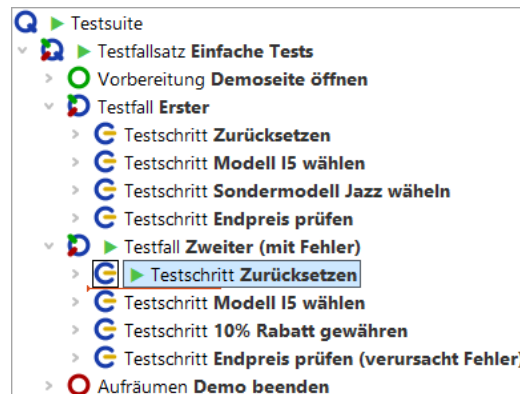 Testsuite
Testfallsatz Einfache Tests
Vorbereitung Demoseite öffnen
Testfall Erster
Testschritt Zurücksetzen
Testschritt Modell I5 wählen
Testschritt Sondermodell Jazz wäheln
Testschritt Endpreis prüfen
Testfall Zweiter (mit Fehler)
Testschritt Zurücksetzen
Testschritt Modell I5 wählen
Testschritt 10% Rabatt gewähren
Testschritt Endpreis prüfen (verursacht Fehler)
Aufräumen Demo beenden